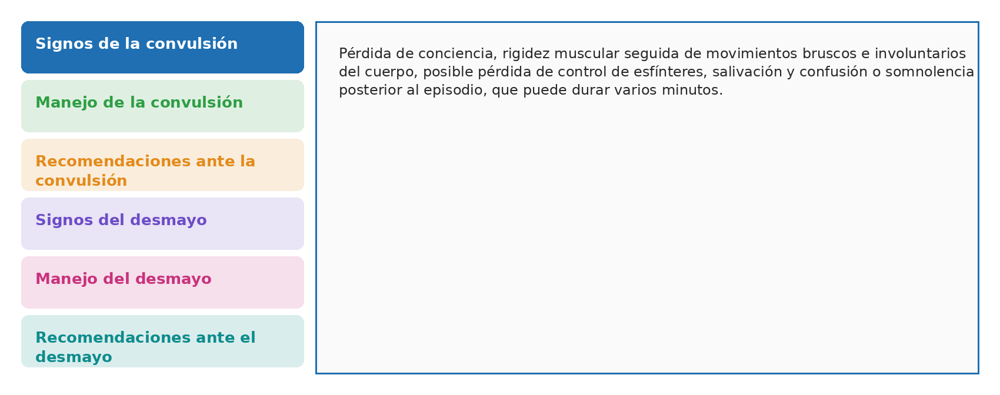 Signos de la convulsión
Manejo de la convulsión
Recomendaciones ante la
convulsión
Signos del desmayo
Manejo del desmayo
Recomendaciones ante el
desmayo
Pérdida de conciencia, rigidez muscular seguida de movimientos bruscos e involuntarios
del cuerpo, posible pérdida de control de esfínteres, salivación y confusión o somnolencia
posterior al episodio, que puede durar varios minutos.